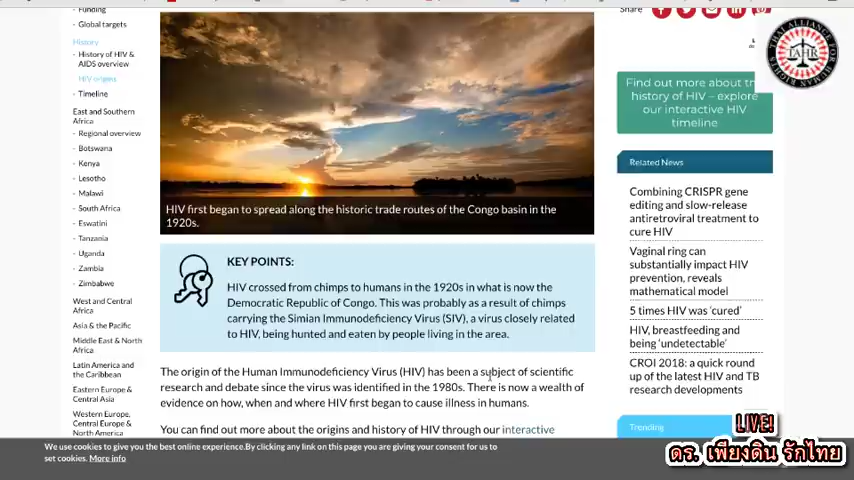 Funding
- Global targets
History
- History of HIV &
AIDS overview
HIV origins
- Timeline
East and Southern
Africa
- Regional overview
- Botswana
- Kenya
- Lesotho
- Malawi
- South Africa
- Eswatini
- Tanzania
- Uganda
- Zambia
- Zimbabwe
West and Central
Africa
Asia & the Pacific
Middle East & North
Africa
Latin America and
the Caribbean
Eastern Europe &
Central Asia
Western Europe,
Central Europe &
North America
HIV first began to spread along the historic trade routes of the Congo basin in the
1920s.
KEY POINTS:
HIV crossed from chimps to humans in the 1920s in what is now the
Democratic Republic of Congo. This was probably as a result of chimps
carrying the Simian Immunodeficiency Virus (SIV), a virus closely related
to HIV, being hunted and eaten by people living in the area.
The origin of the Human Immunodeficiency Virus (HIV) has been a subject of scientific
research and debate since the virus was identified in the 1980s. There is now a wealth of
evidence on how, when and where HIV first began to cause illness in humans.
You can find out more about the origins and history of HIV through our interactive
Share
THAI ALLIANCE FOR HUMAN RIGHTS
TAHR
Find out more about th
history of HIV – explore
our interactive HIV
timeline
Related News
Combining CRISPR gene
editing and slow-release
antiretroviral treatment to
cure HIV
Vaginal ring can
substantially impact HIV
prevention, reveals
mathematical model
5 times HIV was 'cured'
HIV, breastfeeding and
being 'undetectable'
CROI 2018: a quick round
up of the latest HIV and TB
research developments
Trending
We use cookies to give you the best online experience.By clicking any link on this page you are giving your consent for us to
set cookies. More info
LIVE!
ดร. เพียงดิน รักไทย